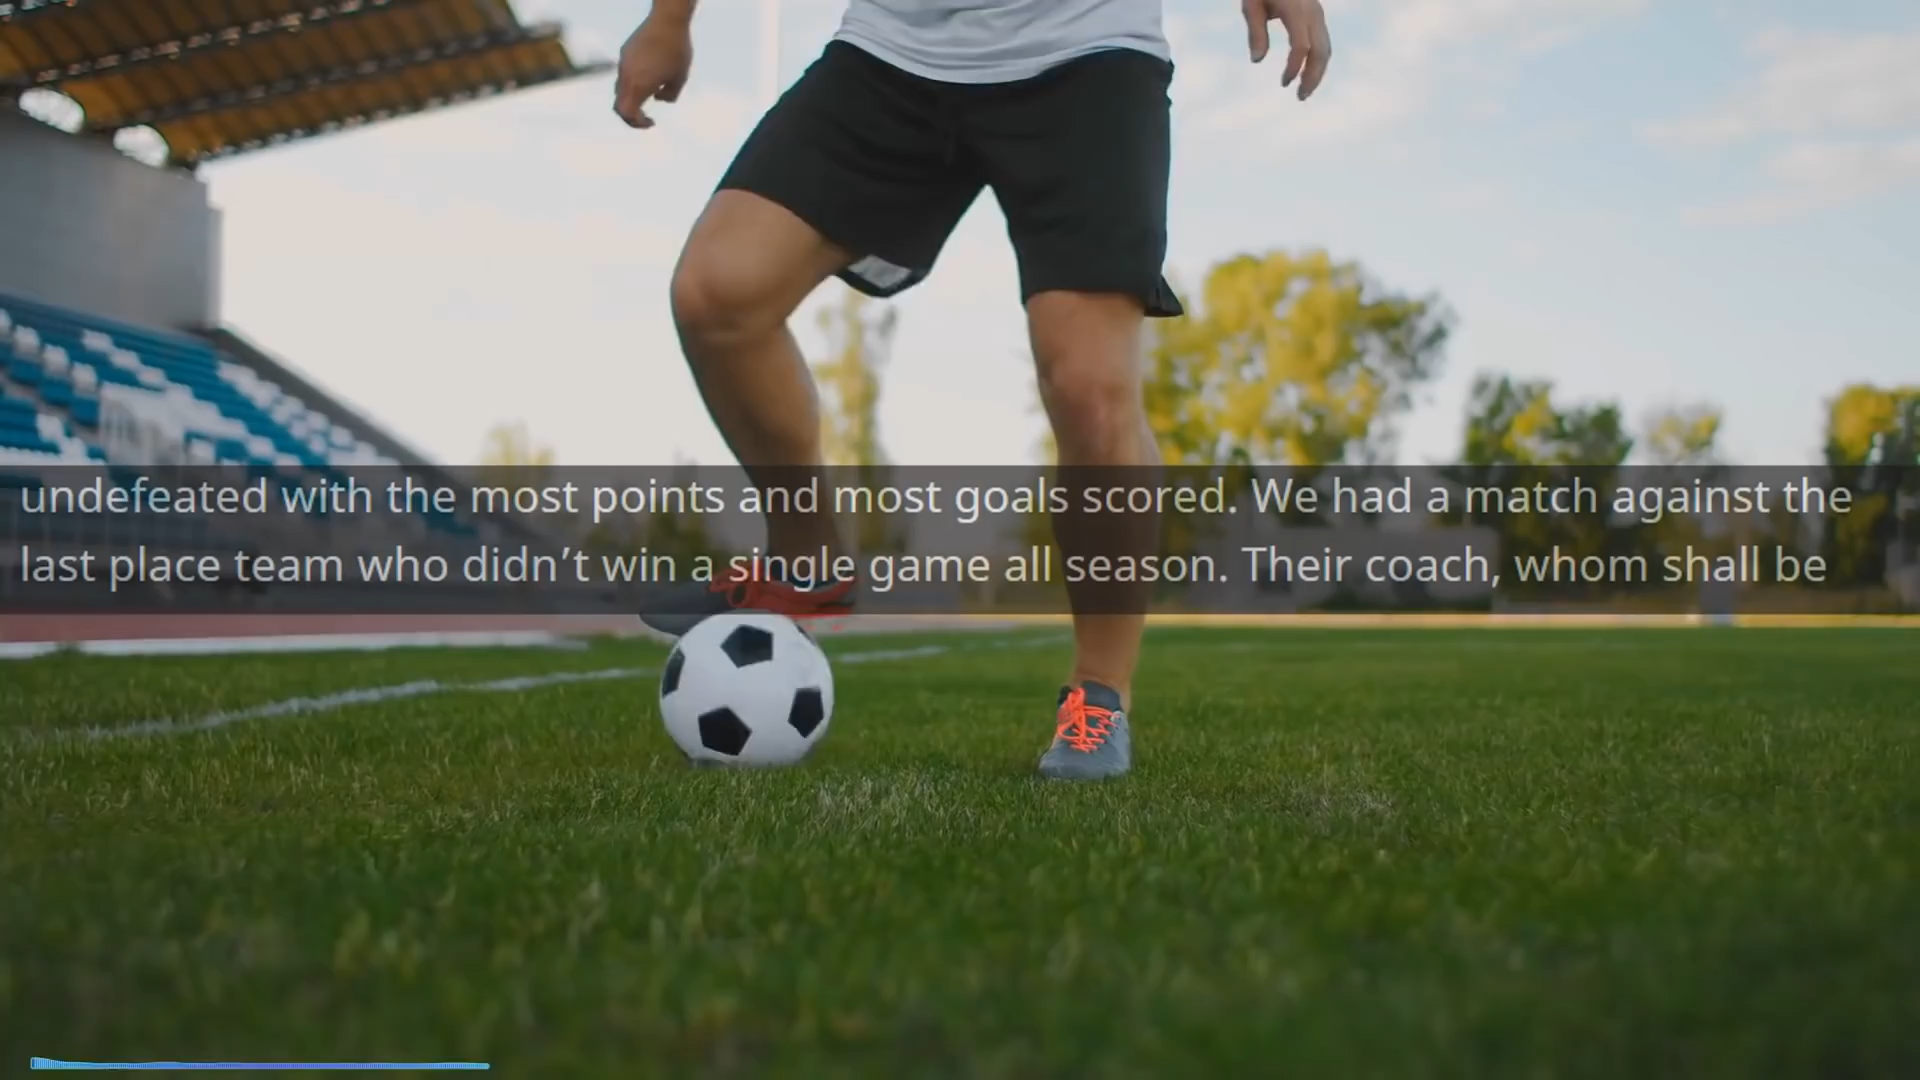 undefeated with the most points and most goals scored. We had a match against the
last place team who didn’t win a single game all season. Their coach, whom shall be